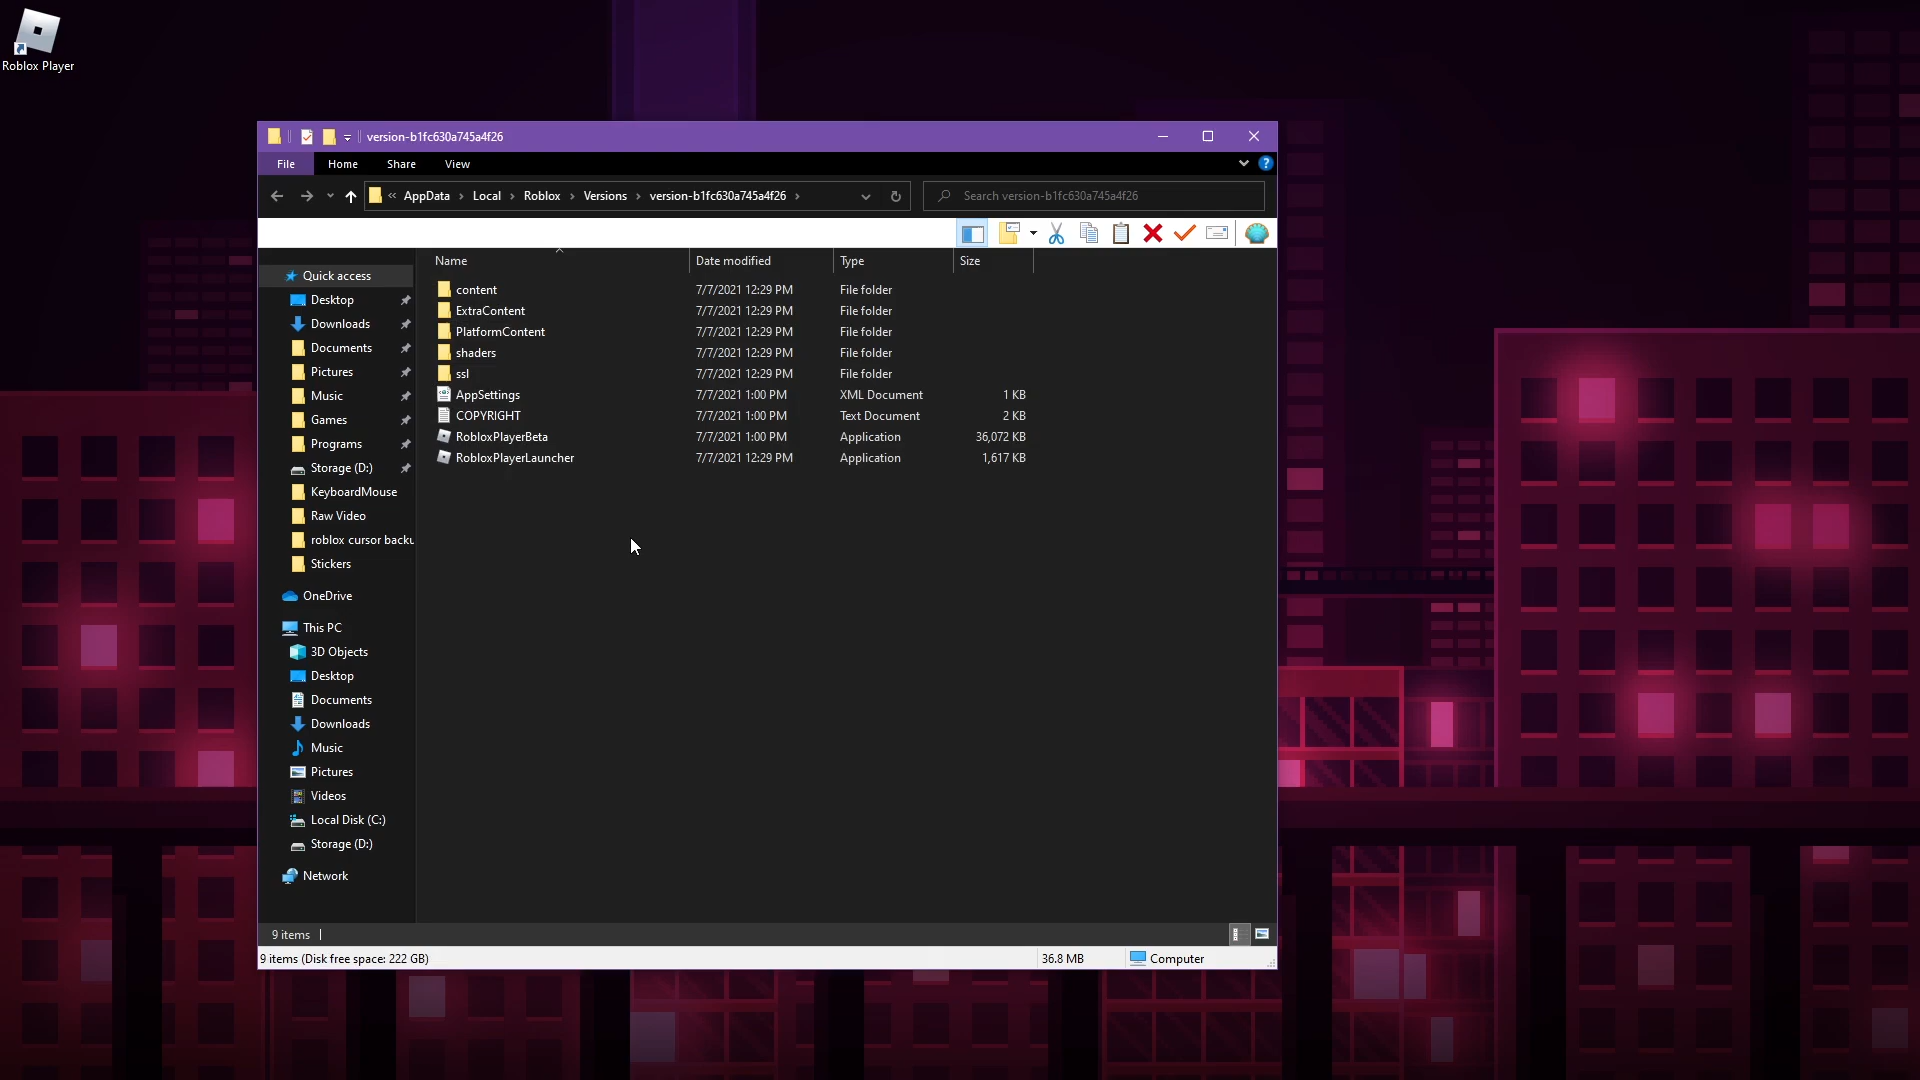 Roblox Player
version-b1fc630a745a4f26
File Home Share View
« AppData › Local › Roblox › Versions › version-b1fc630a745a4f26 ›
Search version-b1fc630a745a4f26
Name Date modified Type Size
Quick access
Desktop
Downloads
Documents
Pictures
Music
Games
Programs
Storage (D:)
KeyboardMouse
Raw Video
roblox cursor backu
Stickers
OneDrive
This PC
3D Objects
Desktop
Documents
Downloads
Music
Pictures
Videos
Local Disk (C:)
Storage (D:)
Network
content 7/7/2021 12:29 PM File folder
ExtraContent 7/7/2021 12:29 PM File folder
PlatformContent 7/7/2021 12:29 PM File folder
shaders 7/7/2021 12:29 PM File folder
ssl 7/7/2021 12:29 PM File folder
AppSettings 7/7/2021 1:00 PM XML Document 1 KB
COPYRIGHT 7/7/2021 1:00 PM Text Document 2 KB
RobloxPlayerBeta 7/7/2021 1:00 PM Application 36,072 KB
RobloxPlayerLauncher 7/7/2021 12:29 PM Application 1,617 KB
9 items
9 items (Disk free space: 222 GB) 36.8 MB Computer